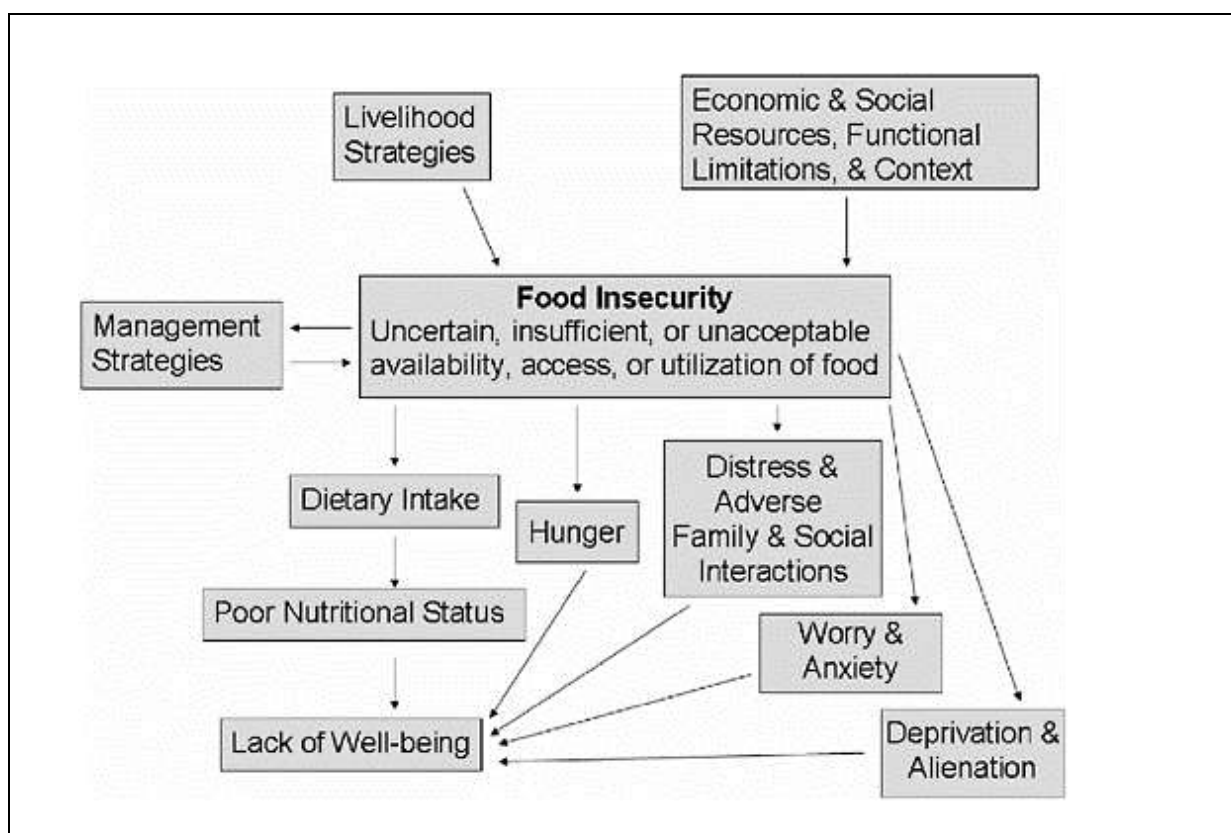 Livelihood
Strategies
Economic & Social
Resources, Functional
Limitations, & Context
Food Insecurity
Uncertain, insufficient, or unacceptable
availability, access, or utilization of food
Management
Strategies
Dietary Intake
Hunger
Distress &
Adverse
Family & Social
Interactions
Poor Nutritional Status
Worry &
Anxiety
Lack of Well-being
Deprivation &
Alienation